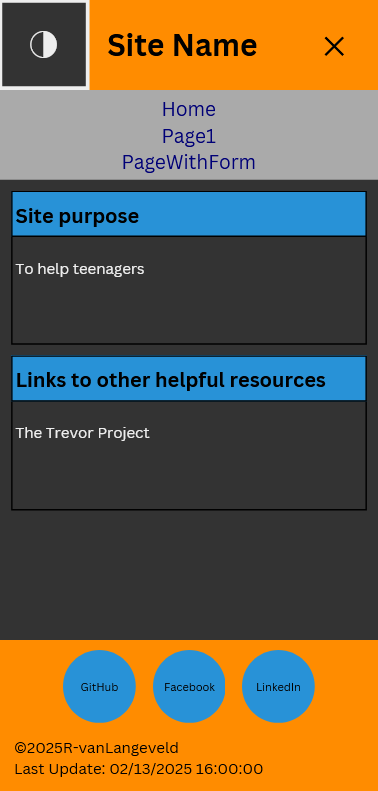 Site Name
Home
Page1
PageWithForm
Site purpose
To help teenagers
Links to other helpful resources
The Trevor Project
GitHub Facebook LinkedIn
©2025R-vanLangeveld
Last Update: 02/13/2025 16:00:00